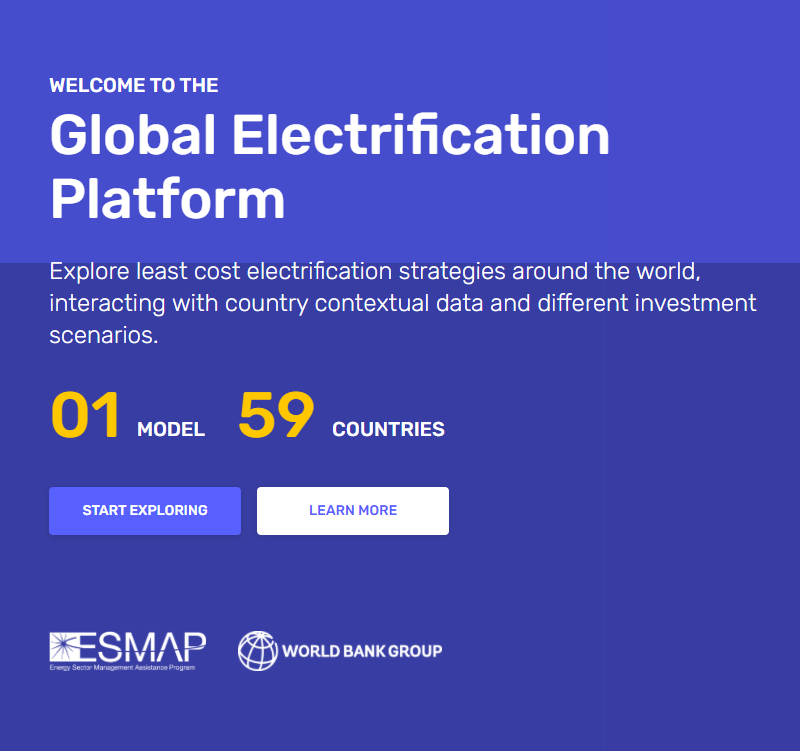 WELCOME TO THE
Global Electrification
Platform
Explore least cost electrification strategies around the world,
interacting with country contextual data and different investment
scenarios.
01 MODEL 59 COUNTRIES
START EXPLORING LEARN MORE
ESMAP WORLD BANK GROUP
Energy Sector Management Assistance Program